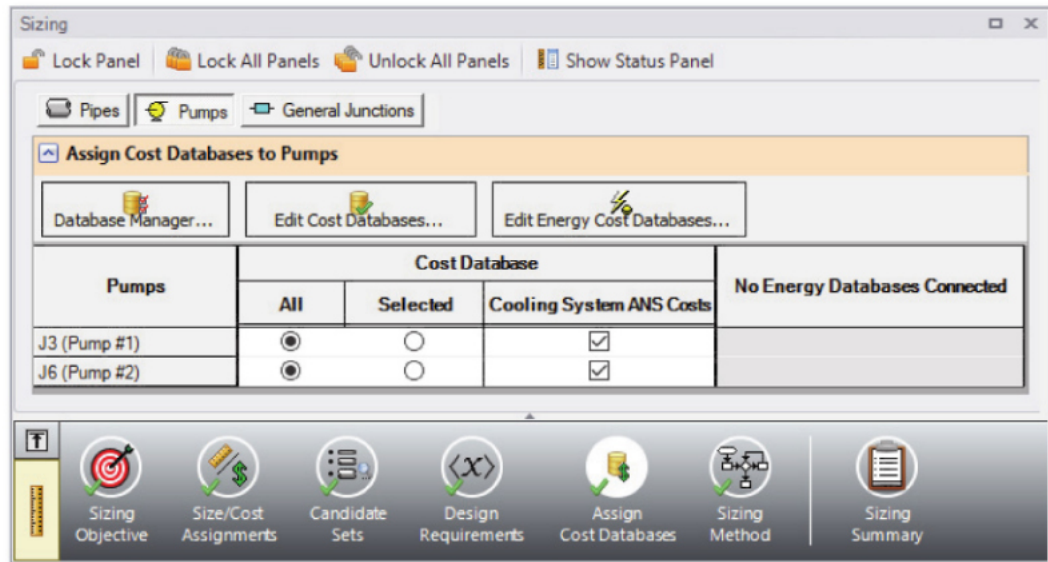 Sizing
Lock Panel Lock All Panels Unlock All Panels Show Status Panel
Pipes Pumps General Junctions
Assign Cost Databases to Pumps
Database Manager... Edit Cost Databases... Edit Energy Cost Databases...
Pumps Cost Database No Energy Databases Connected
All Selected Cooling System ANS Costs
J3 (Pump #1)
J6 (Pump #2)
Sizing Objective
Size/Cost Assignments
Candidate Sets
Design Requirements
Assign Cost Databases
Sizing Method
Sizing Summary